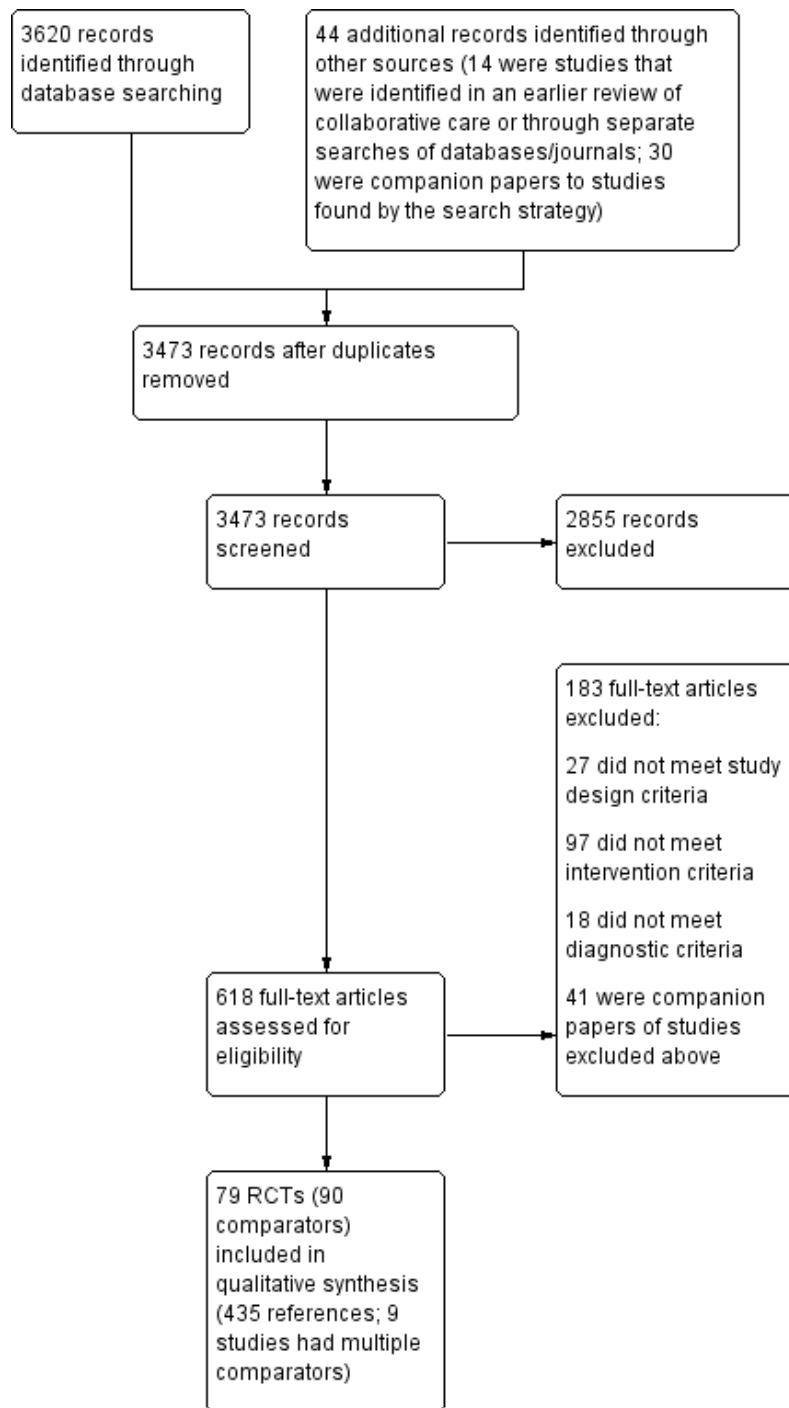 3620 records
identified through
database searching
44 additional records identified through
other sources (14 were studies that
were identified in an earlier review of
collaborative care or through separate
searches of databases/journals; 30
were companion papers to studies
found by the search strategy)
3473 records after duplicates
removed
3473 records
screened
2855 records
excluded
183 full-text articles
excluded:
27 did not meet study
design criteria
97 did not meet
intervention criteria
18 did not meet
diagnostic criteria
41 were companion
papers of studies
excluded above
618 full-text articles
assessed for
eligibility
79 RCTs (90
comparators)
included in
qualitative synthesis
(435 references; 9
studies had multiple
comparators)